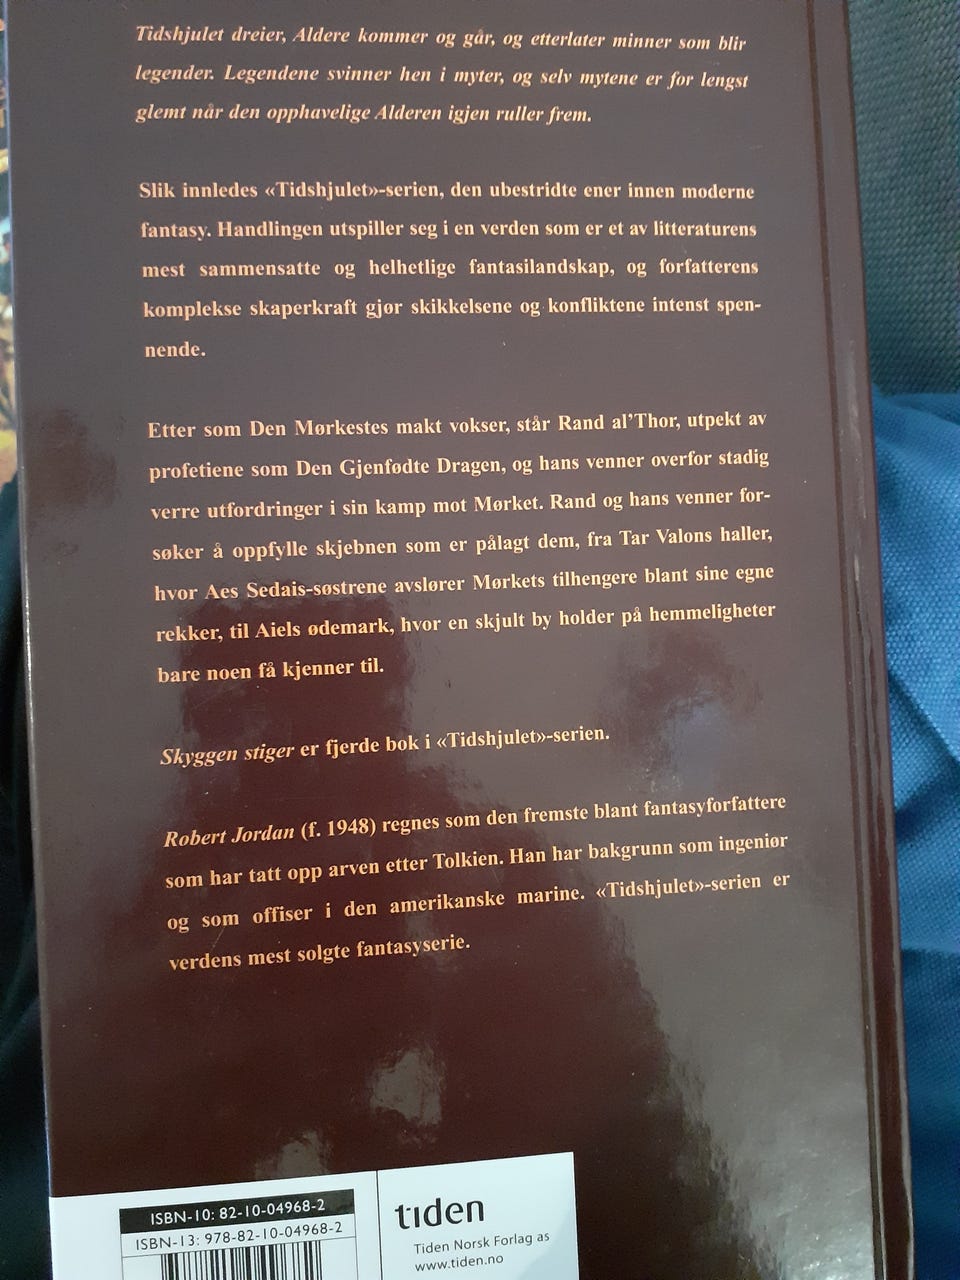 Tidshjulet dreier, Aldere kommer og går, og etterlater minner som blir
legender. Legendene svinner hen i myter, og selv mytene er for lengst
glemt når den opphavelige Alderen igjen ruller frem.
Slik innledes «Tidshjulet»-serien, den ubestridte ener innen moderne
fantasy. Handlingen utspiller seg i en verden som er et av litteraturens
mest sammensatte og helhetlige fantasilandskap, og forfatterens
komplekse skaperkraft gjør skikkelsene og konfliktene intenst spen-
nende.
Etter som Den Mørkestes makt vokser, står Rand al’Thor, utpekt av
profetiene som Den Gjenfødte Dragen, og hans venner overfor stadig
verre utfordringer i sin kamp mot Mørket. Rand og hans venner for-
søker å oppfylle skjebnen som er pålagt dem, fra Tar Valons haller,
hvor Aes Sedais-søstrene avslører Mørkets tilhengere blant sine egne
rekker, til Aiels ødemark, hvor en skjult by holder på hemmeligheter
bare noen få kjenner til.
Skyggen stiger er fjerde bok i «Tidshjulet»-serien.
Robert Jordan (f. 1948) regnes som den fremste blant fantasyforfattere
som har tatt opp arven etter Tolkien. Han har bakgrunn som ingeniør
og som offiser i den amerikanske marine. «Tidshjulet»-serien er
verdens mest solgte fantasyserie.
ISBN-10: 82-10-04968-2
ISBN-13: 978-82-10-04968-2
tiden
Tiden Norsk Forlag as
www.tiden.no